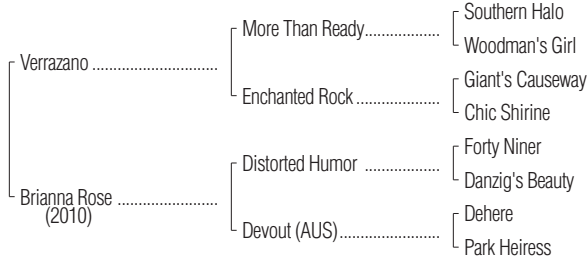 Southern Halo
More Than Ready
Woodman's Girl
Verrazano
Giant's Causeway
Enchanted Rock
Chic Shirine
Forty Niner
Distorted Humor
Danzig's Beauty
Brianna Rose
(2010)
Dehere
Devout (AUS)
Park Heiress